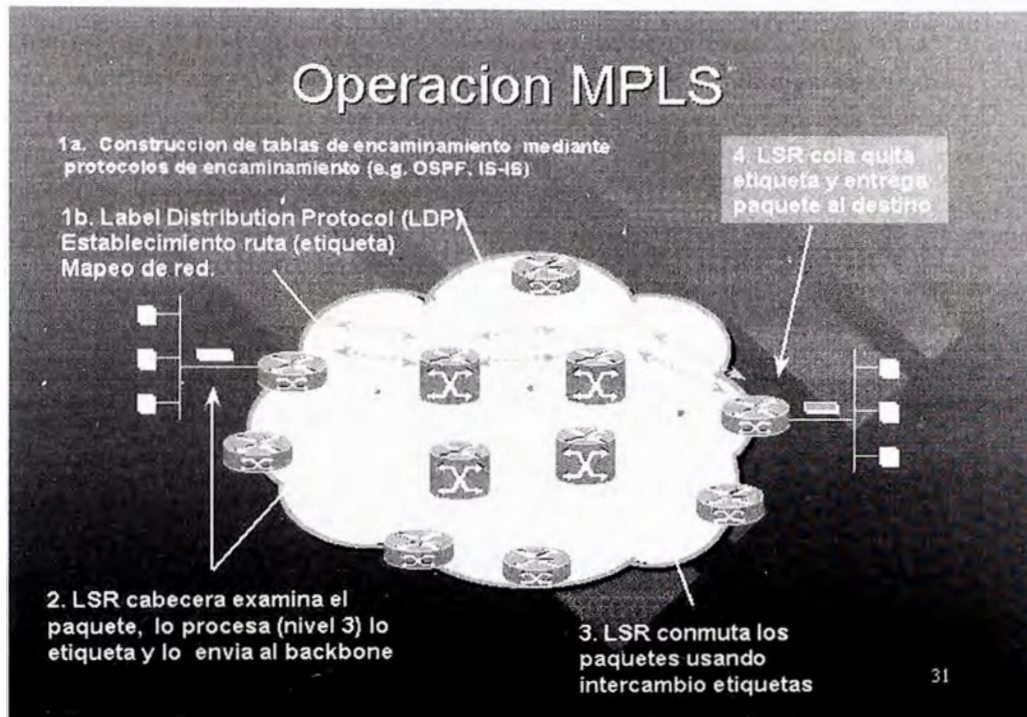 Operacion MPLS
1a. Construccion de tablas de encaminamiento mediante
protocolos de encaminamiento (e.g. OSPF, IS-IS)
4. LSR cola quita
etiqueta y entrega
paquete al destino
1b. Label Distribution Protocol (LDP)
Establecimiento ruta (etiqueta)
Mapeo de red.
2. LSR cabecera examina el
paquete, lo procesa (nivel 3) lo
etiqueta y lo envia al backbone
3. LSR conmuta los
paquetes usando
intercambio etiquetas
31